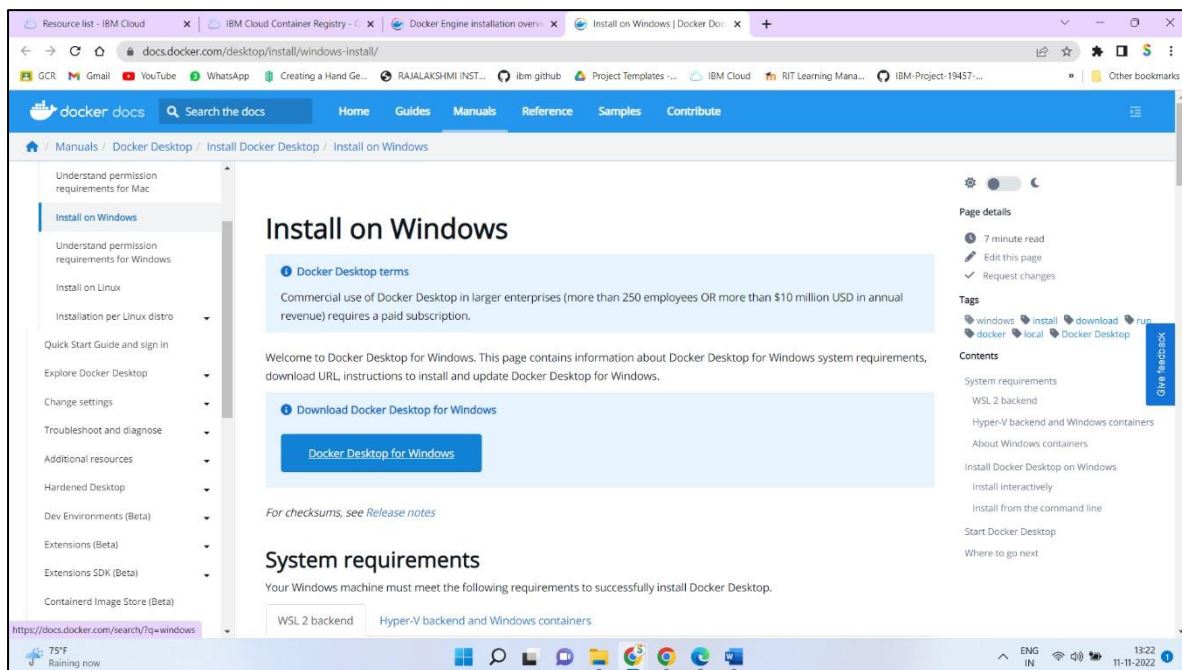 Resource list - IBM Cloud
IBM Cloud Container Registry - C
Docker Engine installation overvi
Install on Windows | Docker Doc
docs.docker.com/desktop/install/windows-install/
GCR
Gmail
YouTube
WhatsApp
Creating a Hand Ge...
RAJALAKSHMI INST...
ibm github
Project Templates -...
IBM Cloud
RIT Learning Mana...
IBM-Project-19457-...
»
Other bookmarks
docker docs
Search the docs
Home
Guides
Manuals
Reference
Samples
Contribute
/ Manuals / Docker Desktop / Install Docker Desktop / Install on Windows
Understand permission
requirements for Mac
Install on Windows
Understand permission
requirements for Windows
Install on Linux
Installation per Linux distro
Quick Start Guide and sign in
Explore Docker Desktop
Change settings
Troubleshoot and diagnose
Additional resources
Hardened Desktop
Dev Environments (Beta)
Extensions (Beta)
Extensions SDK (Beta)
Containerd Image Store (Beta)
https://docs.docker.com/search/?q=windows
Install on Windows
Docker Desktop terms
Commercial use of Docker Desktop in larger enterprises (more than 250 employees OR more than $10 million USD in annual
revenue) requires a paid subscription.
Welcome to Docker Desktop for Windows. This page contains information about Docker Desktop for Windows system requirements,
download URL, instructions to install and update Docker Desktop for Windows.
Download Docker Desktop for Windows
Docker Desktop for Windows
For checksums, see Release notes
System requirements
Your Windows machine must meet the following requirements to successfully install Docker Desktop.
WSL 2 backend
Hyper-V backend and Windows containers
Page details
7 minute read
Edit this page
Request changes
Tags
windows install download run
docker local Docker Desktop
Contents
System requirements
WSL 2 backend
Hyper-V backend and Windows containers
About Windows containers
Install Docker Desktop on Windows
Install interactively
Install from the command line
Start Docker Desktop
Where to go next
Give feedback
75°F
Raining now
ENG
IN
13:22
11-11-2022
1